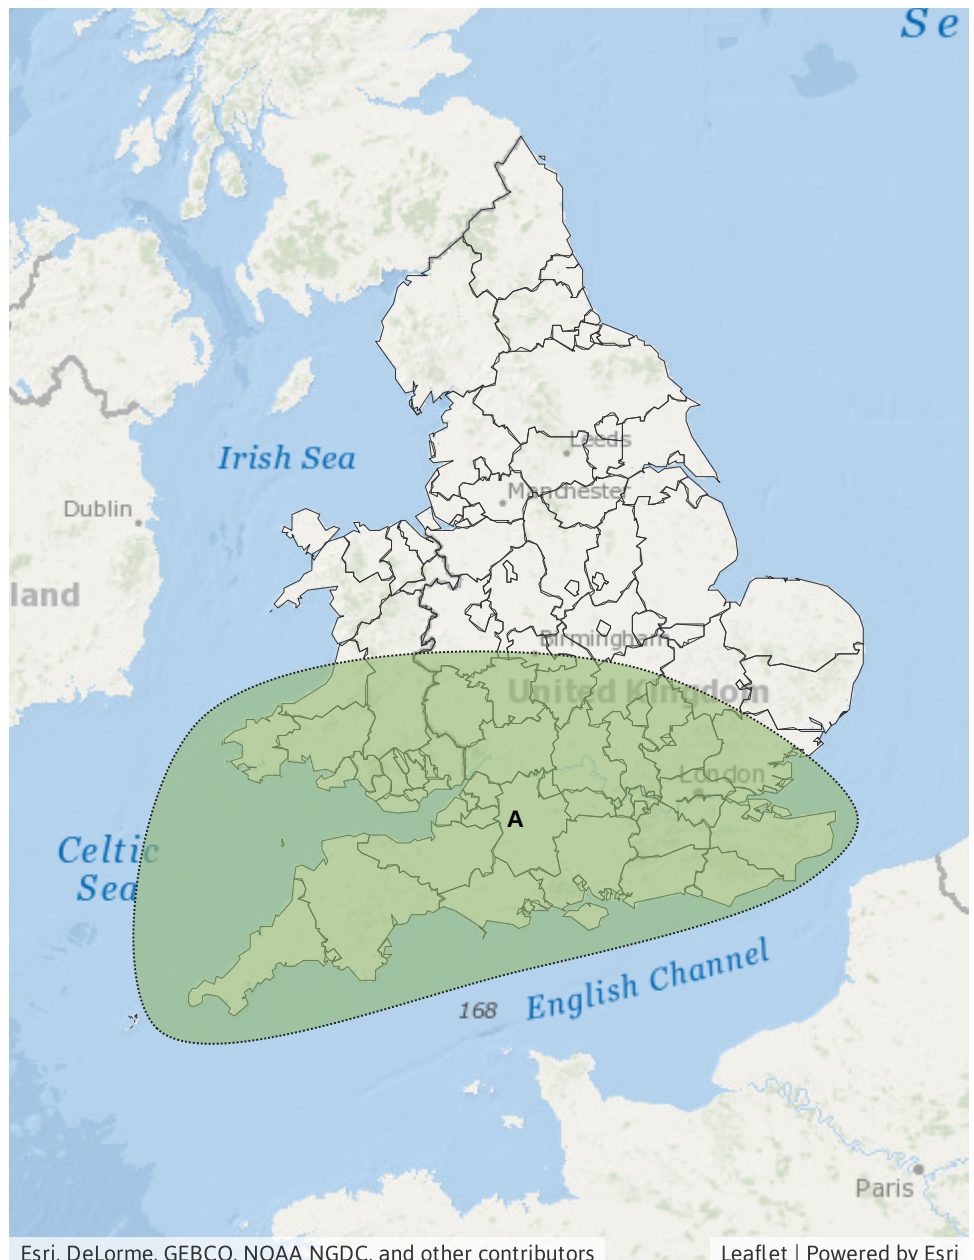 Se
Leeds
Irish Sea
Manchester
Dublin
land
Birmingham
United Kingdom
London
A
Celtic
Sea
English Channel
168
Paris
Esri, DeLorme, GEBCO, NOAA NGDC, and other contributors
Leaflet | Powered by Esri